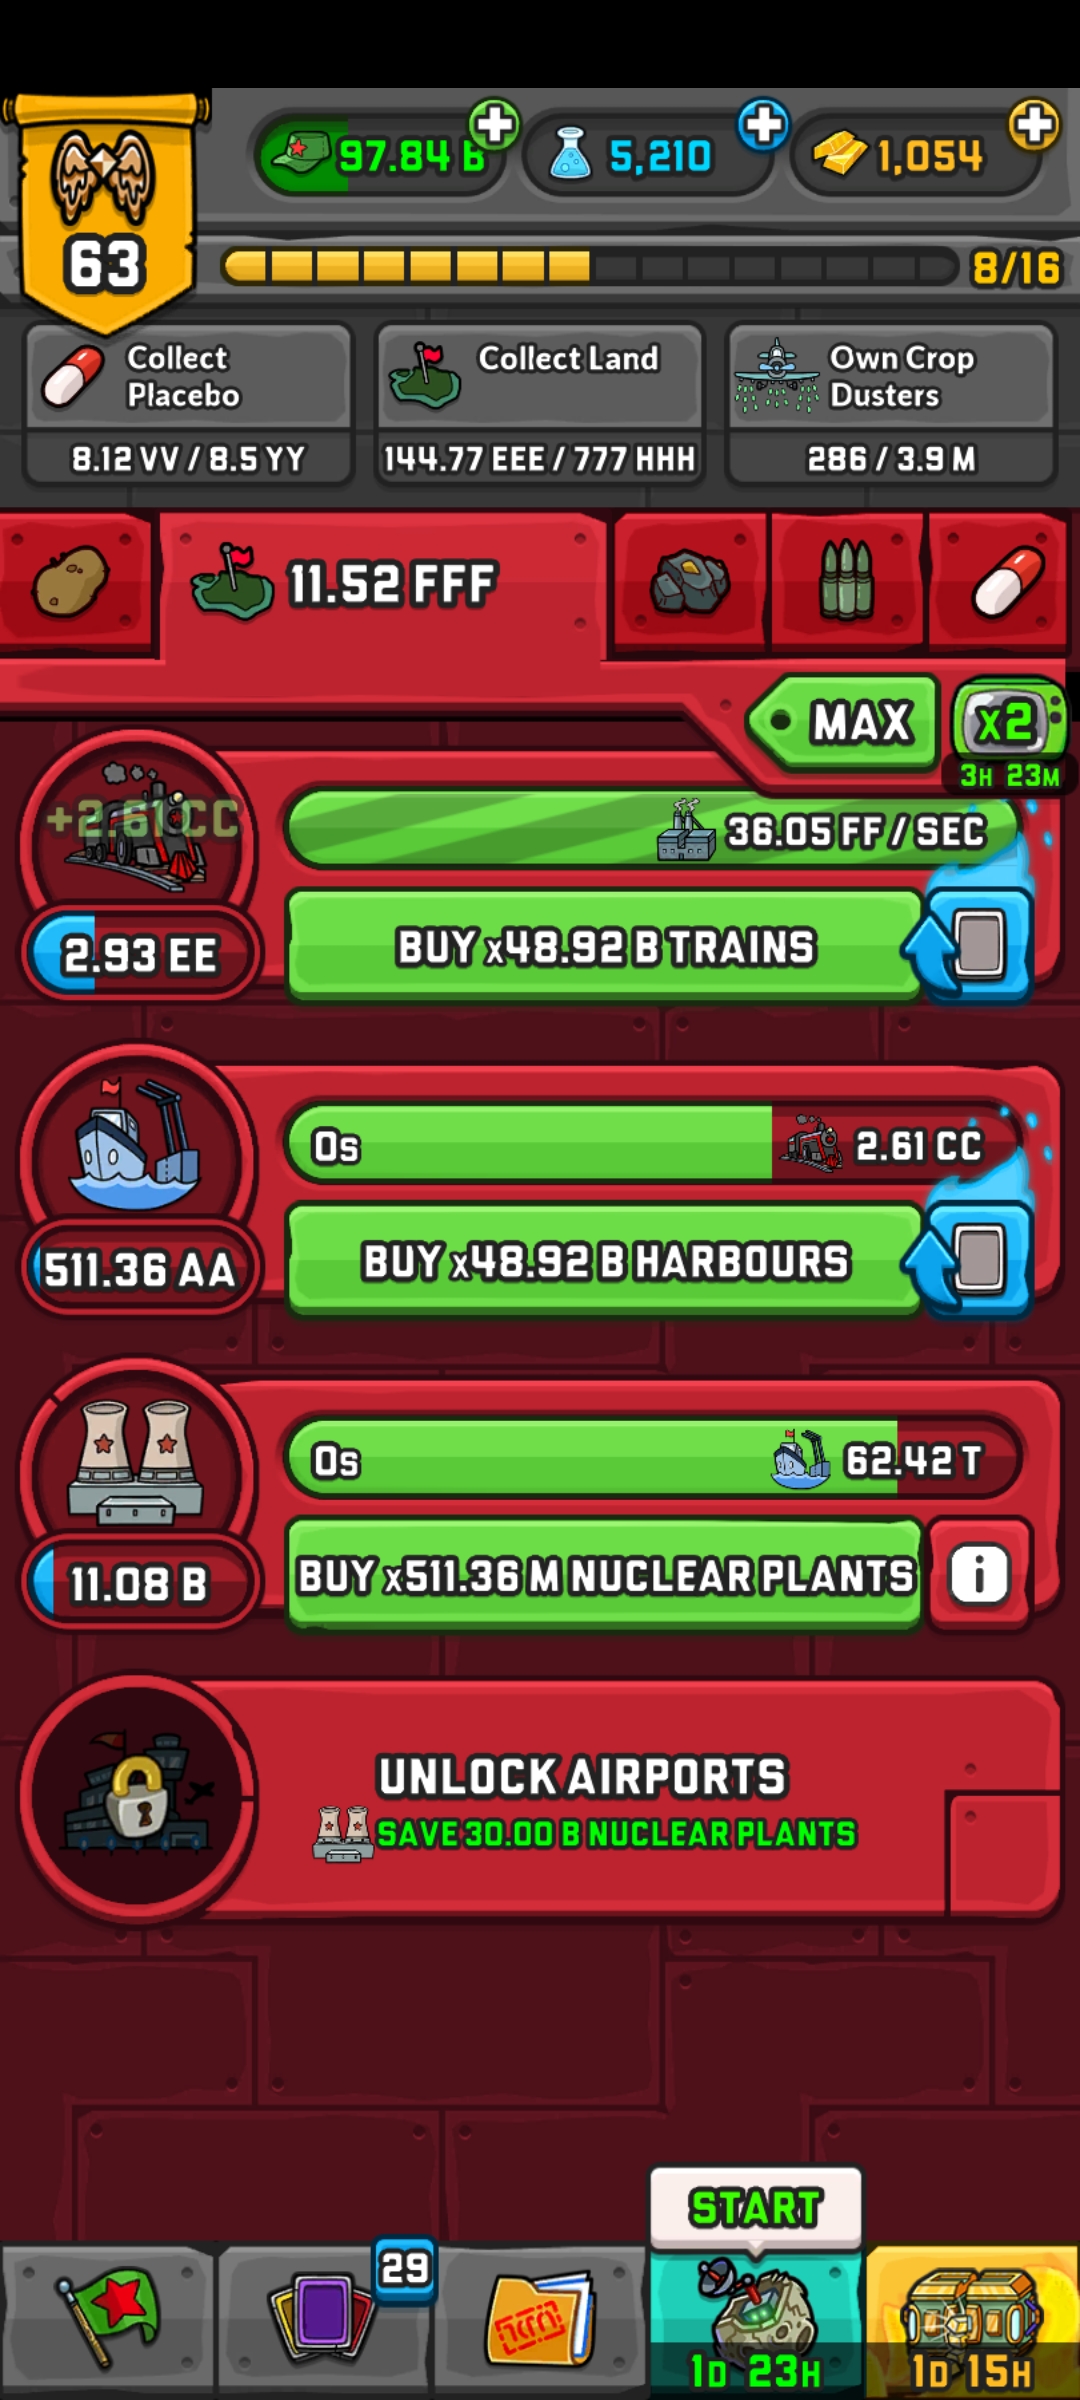 97.84 B
5,210
1,054
63
8/16
Collect
Placebo
8.12 VV / 8.5 YY
Collect Land
144.77 EEE / 777 HHH
Own Crop
Dusters
286 / 3.9 M
11.52 FFF
MAX
x2
3H 23M
+2.61 CC
36.05 FF / SEC
2.93 EE
BUY x48.92 B TRAINS
0s
2.61 CC
511.36 AA
BUY x48.92 B HARBOURS
0s
62.42 T
11.08 B
BUY x511.36 M NUCLEAR PLANTS
i
UNLOCK AIRPORTS
SAVE 30.00 B NUCLEAR PLANTS
START
29
1D 23H
1D 15H